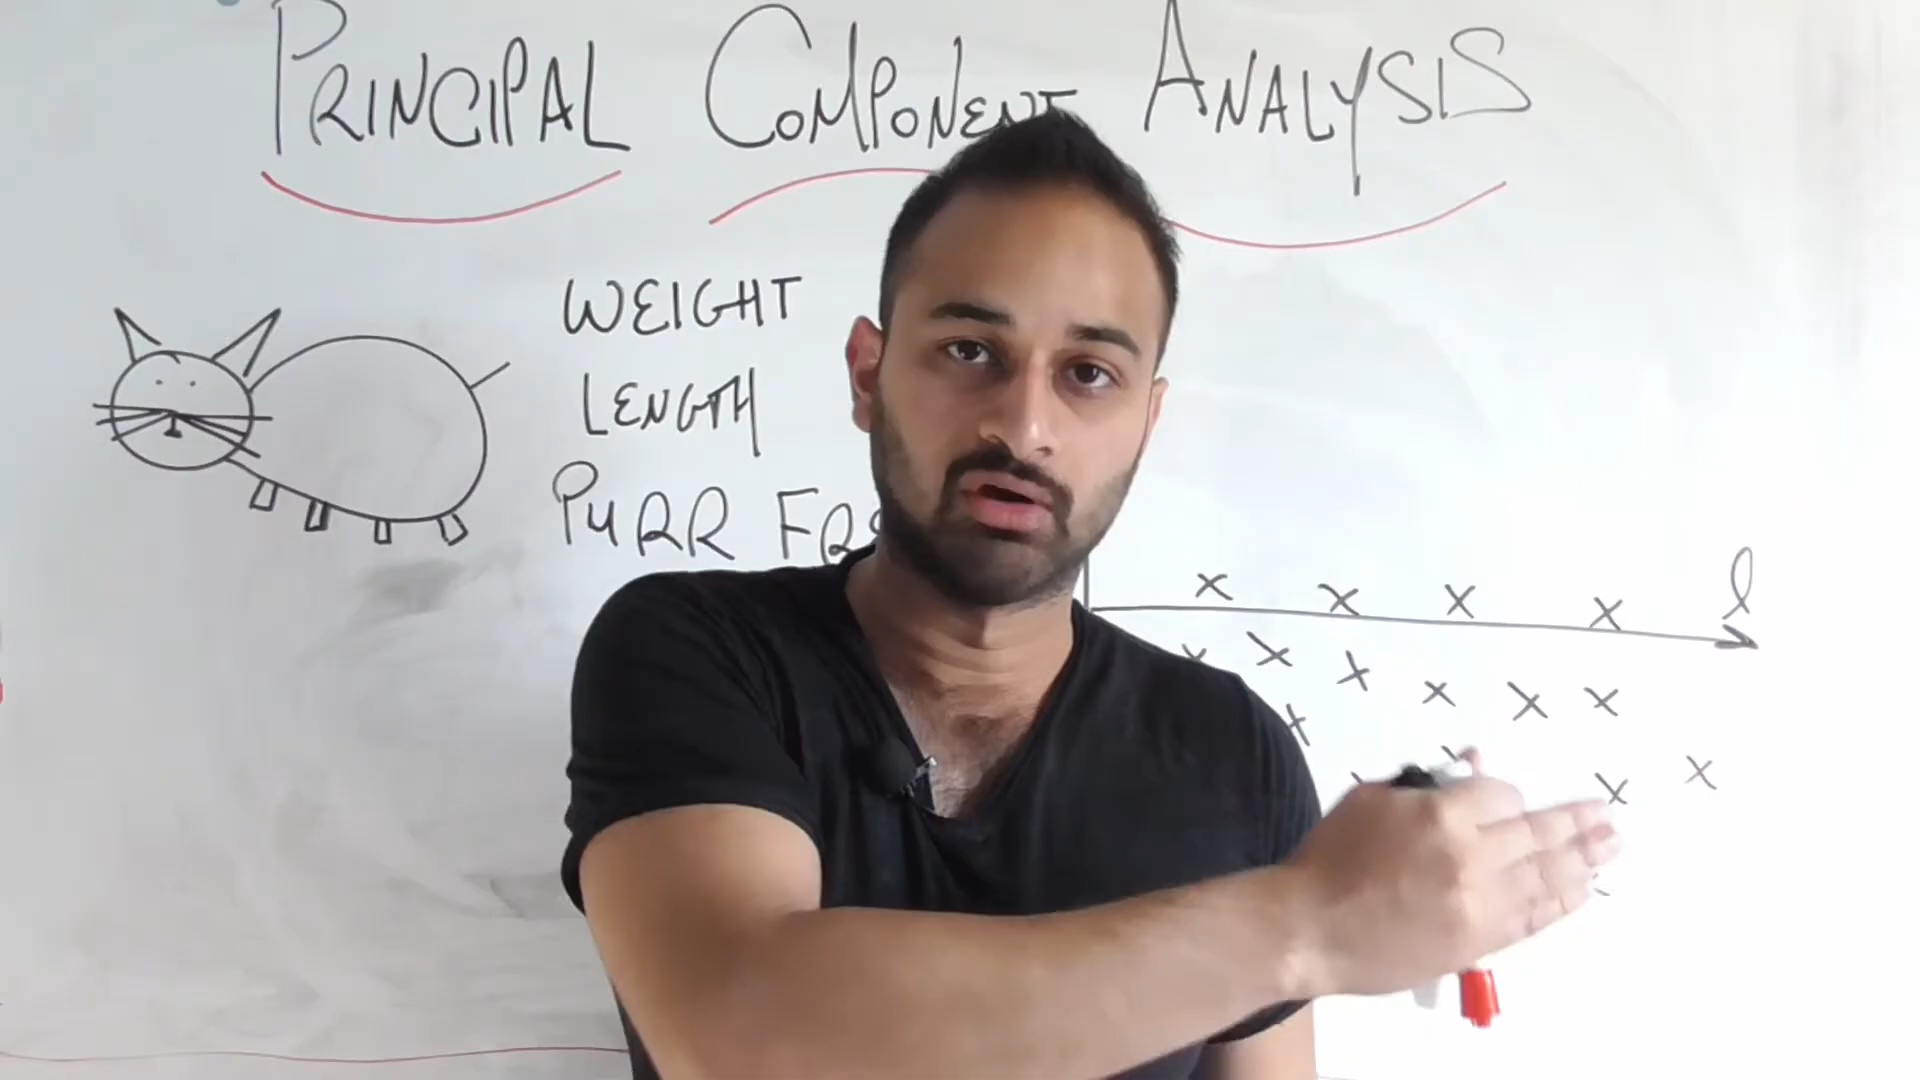 PRINCIPAL COMPONENT ANALYSIS
WEIGHT
LENGTH
PURR
l